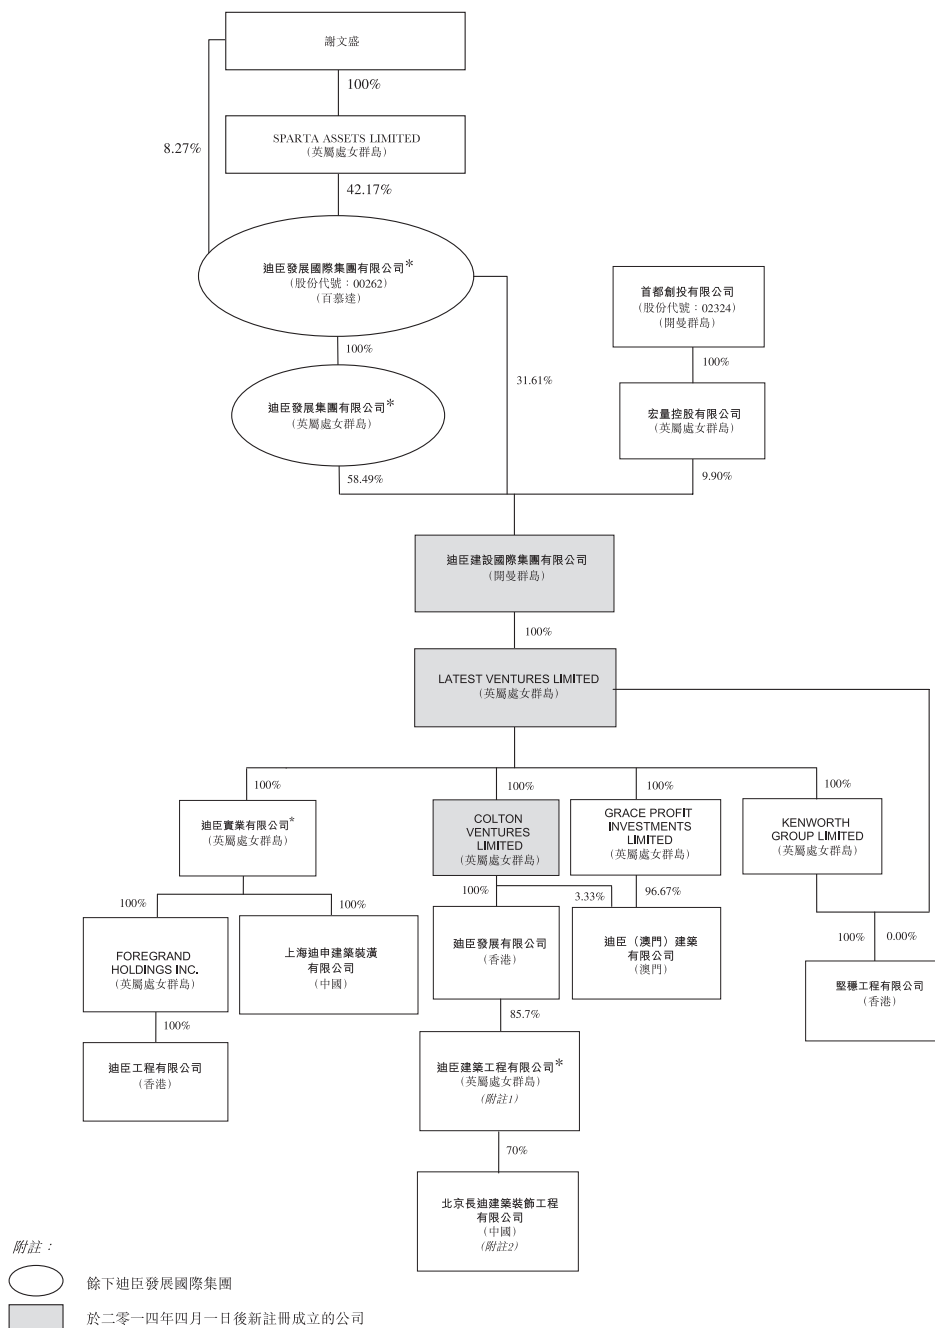 謝文盛
100%
8.27%
SPARTA ASSETS LIMITED
(英屬處女群島)
42.17%
迪臣發展國際集團有限公司*
(股份代號:00262)
(百慕達)
首都創投有限公司
(股份代號:02324)
(開曼群島)
100%
100%
31.61%
迪臣發展集團有限公司*
(英屬處女群島)
宏量控股有限公司
(英屬處女群島)
58.49%
9.90%
迪臣建設國際集團有限公司
(開曼群島)
100%
LATEST VENTURES LIMITED
(英屬處女群島)
100%
100%
100%
100%
迪臣實業有限公司*
(英屬處女群島)
COLTON
VENTURES
LIMITED
(英屬處女群島)
GRACE PROFIT
INVESTMENTS
LIMITED
(英屬處女群島)
KENWORTH
GROUP LIMITED
(英屬處女群島)
100%
100%
100%
3.33%
96.67%
100%
0.00%
FOREGRAND
HOLDINGS INC.
(英屬處女群島)
上海迪申建築裝潢
有限公司
(中國)
迪臣發展有限公司
(香港)
迪臣(澳門)建築
有限公司
(澳門)
堅穩工程有限公司
(香港)
100%
85.7%
迪臣工程有限公司
(香港)
迪臣建築工程有限公司*
(英屬處女群島)
(附註1)
70%
北京長迪建築裝飾工程
有限公司
(中國)
(附註2)
附註:
餘下迪臣發展國際集團
於二零一四年四月一日後新註冊成立的公司